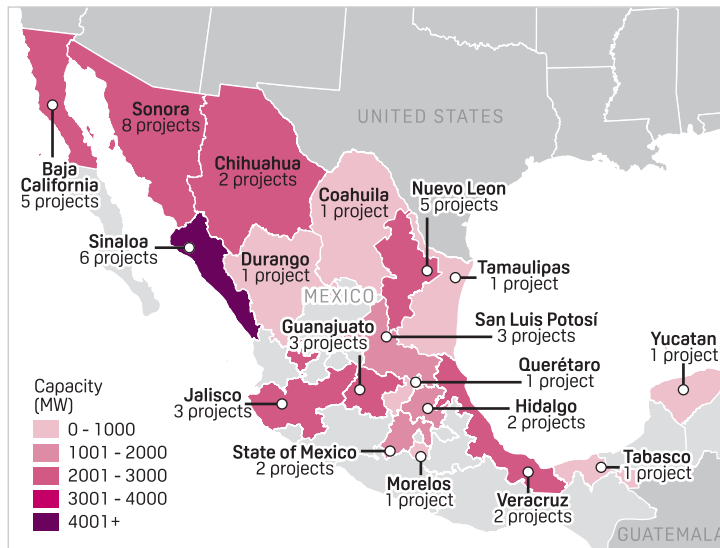 UNITED STATES
Sonora
8 projects
Chihuahua
2 projects
Baja
California
5 projects
Coahuila
1 project
Nuevo Leon
5 projects
Sinaloa
6 projects
Durango
1 project
Tamaulipas
1 project
MEXICO
Guanajuato
3 projects
San Luis Potosí
3 projects
Yucatan
1 project
Querétaro
1 project
Jalisco
3 projects
Hidalgo
2 projects
State of Mexico
2 projects
Morelos
1 project
Veracruz
2 projects
Tabasco
1 project
GUATEMALA
Capacity
(MW)
0 - 1000
1001 - 2000
2001 - 3000
3001 - 4000
4001+